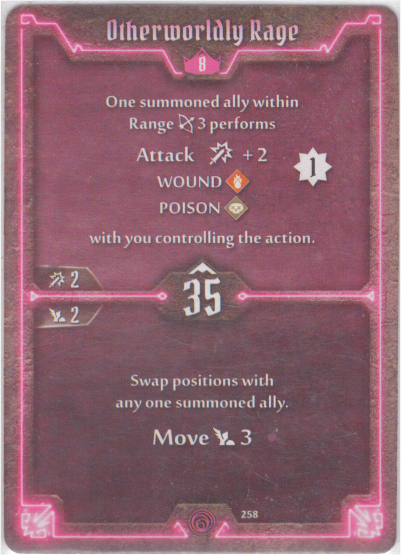 Otherworldly Rage
8
One summoned ally within
Range 3 performs
Attack +2
1
WOUND
POISON
with you controlling the action.
2
35
2
Swap positions with
any one summoned ally.
Move 3
258